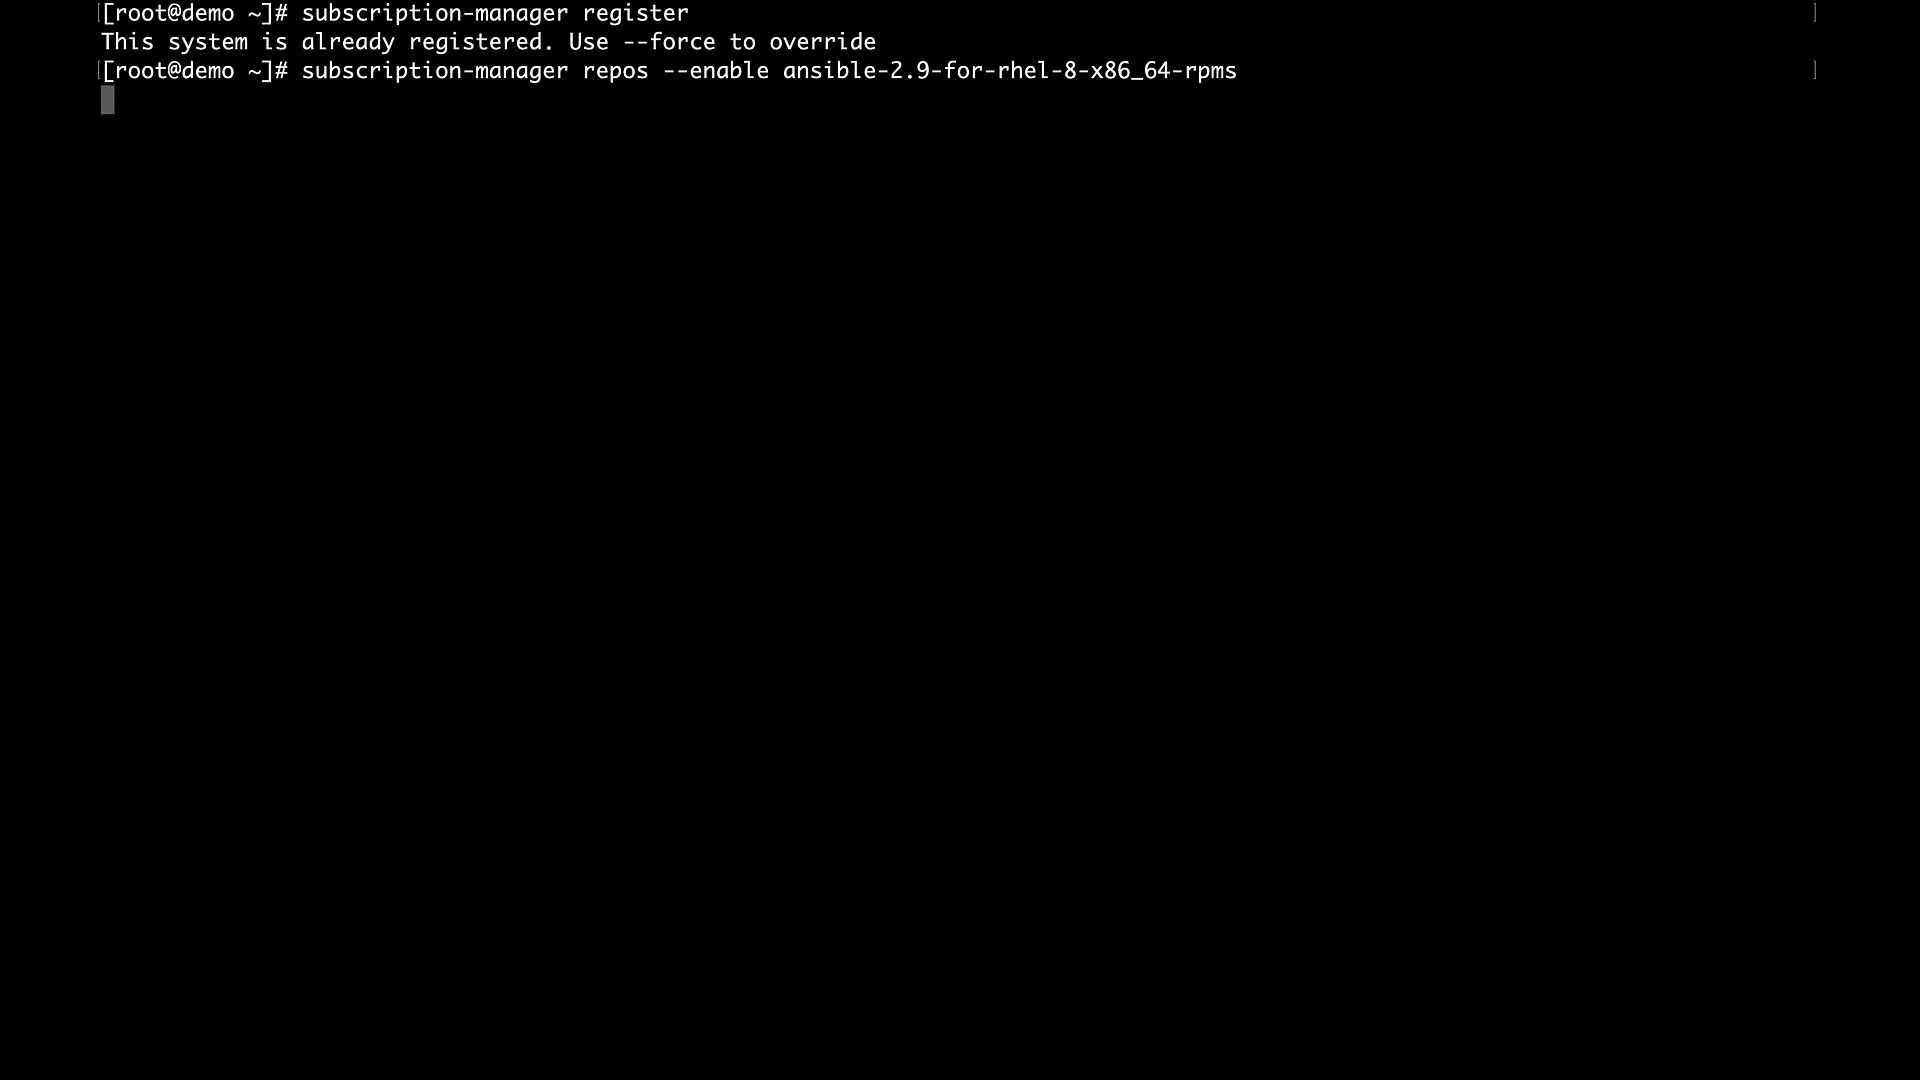 [root@demo ~]# subscription-manager register
This system is already registered. Use --force to override
[root@demo ~]# subscription-manager repos --enable ansible-2.9-for-rhel-8-x86_64-rpms